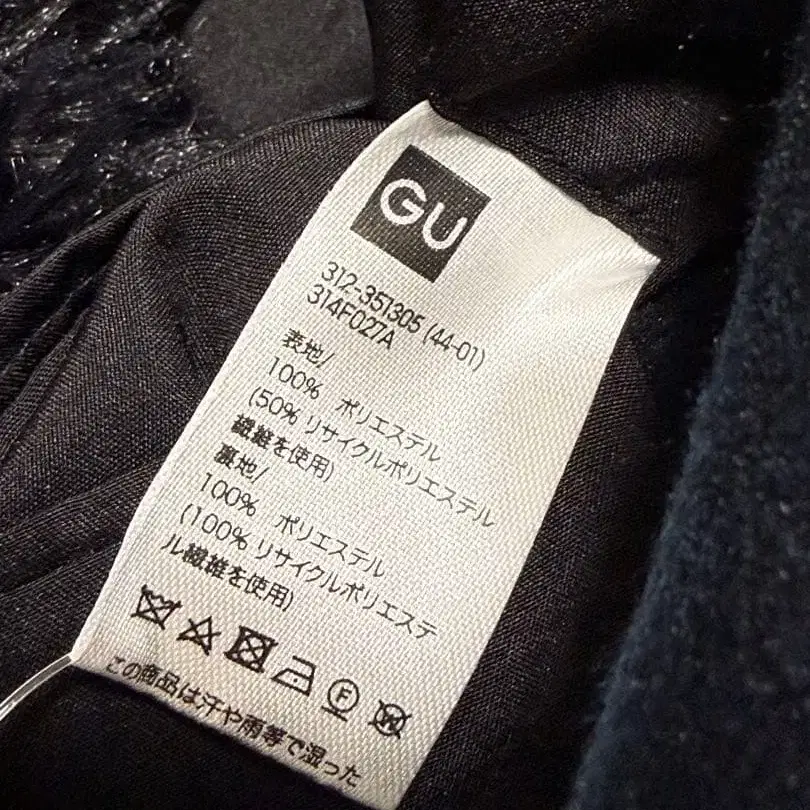 GU
312-351305 (44-01)
314F027A
表地/
100% ポリエステル
(50% リサイクルポリエステル
繊維を使用)
裏地/
100% ポリエステル
(100% リサイクルポリエステ
ル繊維を使用)
F W
この商品は汗や雨等で湿った